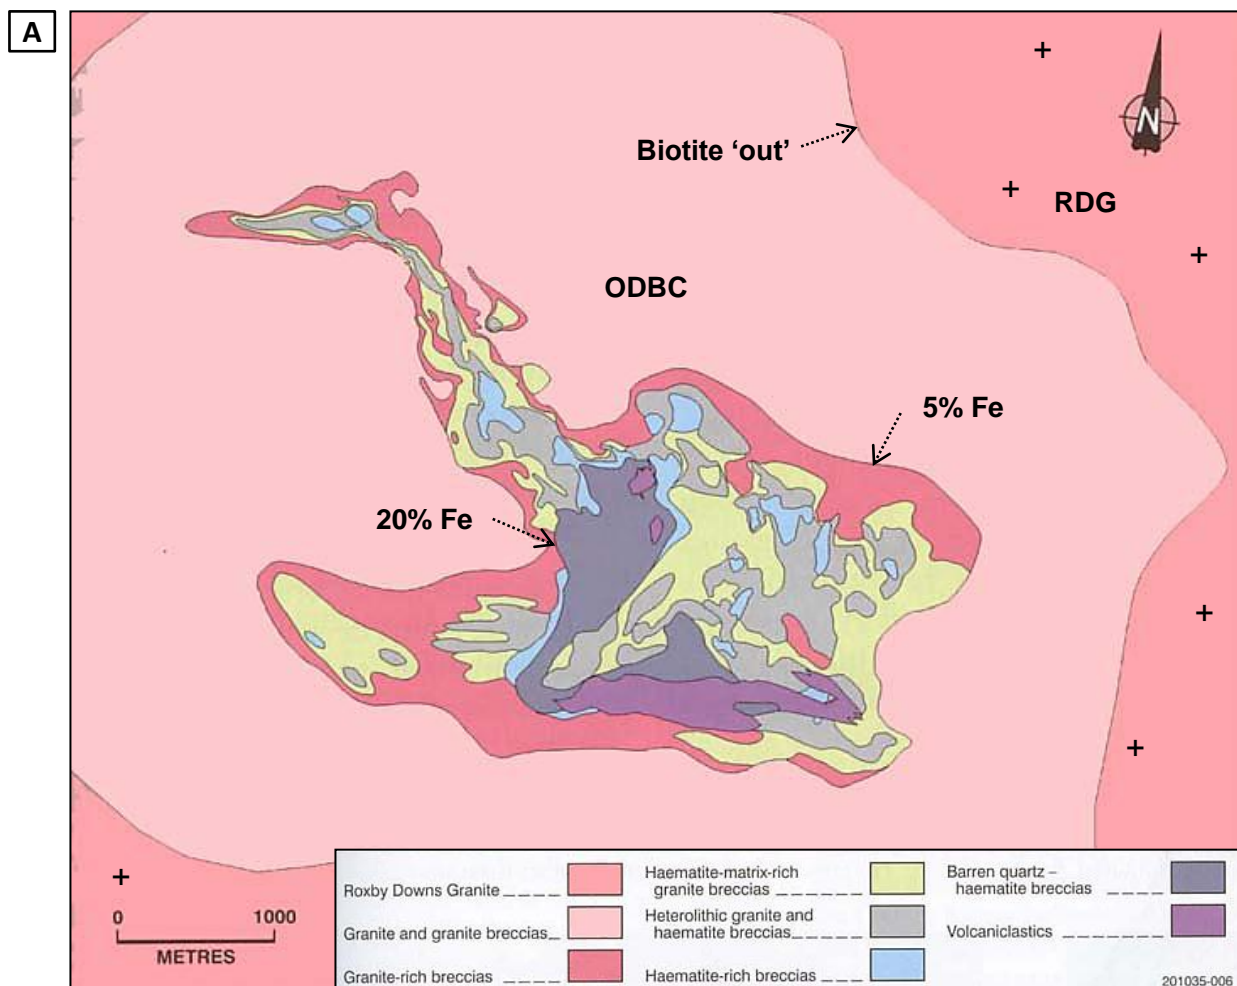 A
N
Biotite ‘out’
RDG
ODBC
5% Fe
20% Fe
0 1000
METRES
Roxby Downs Granite
Granite and granite breccias
Granite-rich breccias
Haematite-matrix-rich
granite breccias
Heterolithic granite and
haematite breccias
Haematite-rich breccias
Barren quartz –
haematite breccias
Volcaniclastics
201035-006